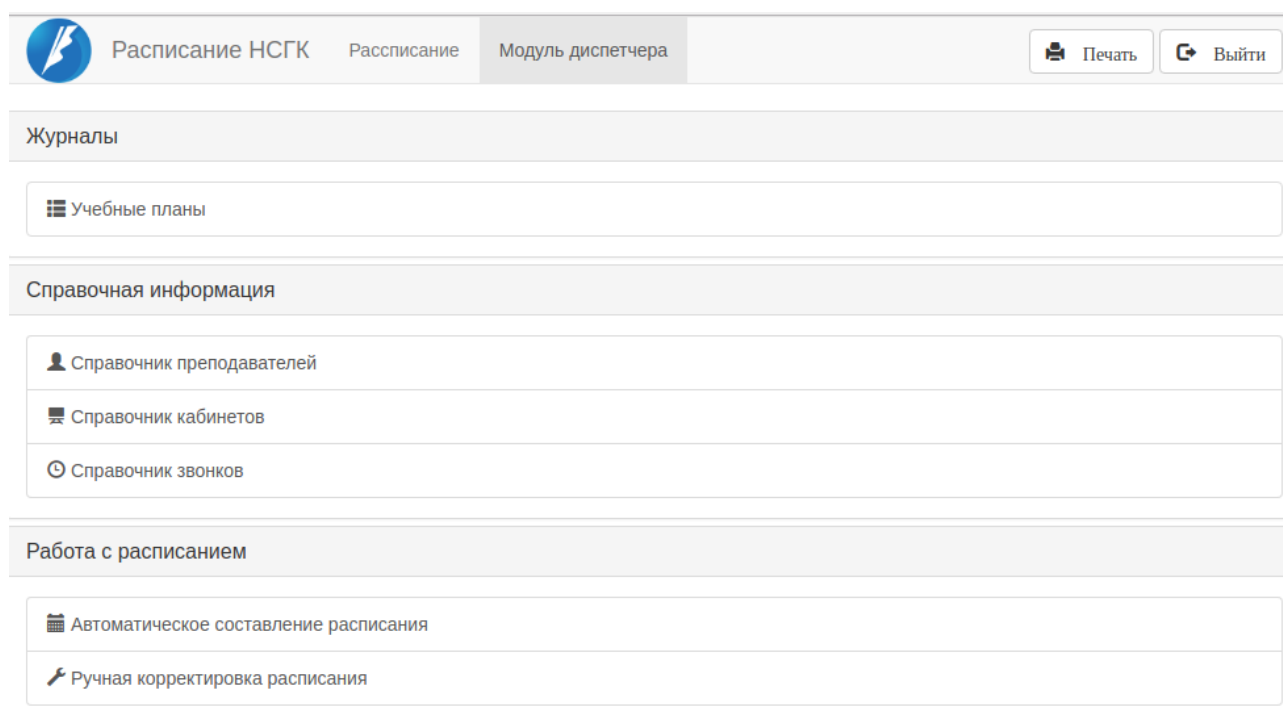 Расписание НСГК Рассписание Модуль диспетчера Печать Выйти
Журналы
Учебные планы
Справочная информация
Справочник преподавателей
Справочник кабинетов
Справочник звонков
Работа с расписанием
Автоматическое составление расписания
Ручная корректировка расписания